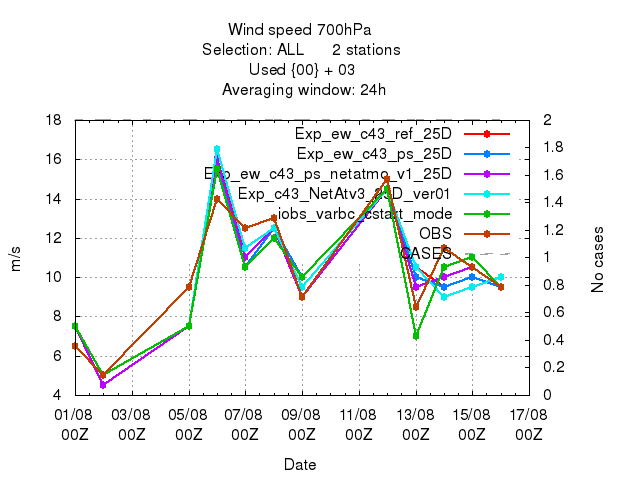 Wind speed 700hPa
Selection: ALL 2 stations
Used {00} + 03
Averaging window: 24h
18
16
14
12
10
8
6
4
m/s
2
1.8
1.6
1.4
1.2
1
0.8
0.6
0.4
0.2
0
No cases
Exp_ew_c43_ref_25D
Exp_ew_c43_ps_25D
Exp_ew_c43_ps_netatmo_v1_25D
Exp_c43_NetAtv3_25D_ver01
iobs_varbc_cstart_mode
OBS
CASES
01/08 03/08 05/08 07/08 09/08 11/08 13/08 15/08 17/08
00Z 00Z 00Z 00Z 00Z 00Z 00Z 00Z 00Z
Date